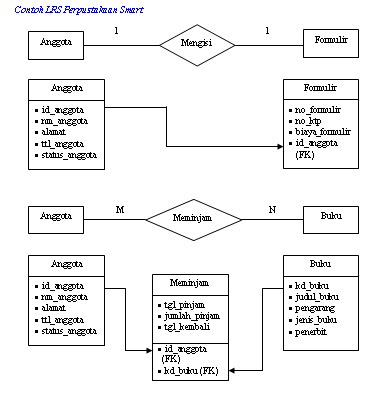 Contoh LRS Perpustakaan Smart
Anggota 1 Mengisi 1 Formulir
Anggota
• id_anggota
• nm_anggota
• alamat
• ttl_anggota
• status_anggota
Formulir
• no_formulir
• no_ktp
• biaya_formulir
• id_anggota
(FK)
Anggota M Meminjam N Buku
Anggota
• id_anggota
• nm_anggota
• alamat
• ttl_anggota
• status_anggota
Meminjam
• tgl_pinjam
• jumlah_pinjam
• tgl_kembali
• id_anggota
(FK)
• kd_buku (FK)
Buku
• kd_buku
• judul_buku
• pengarang
• jenis_buku
• penerbit